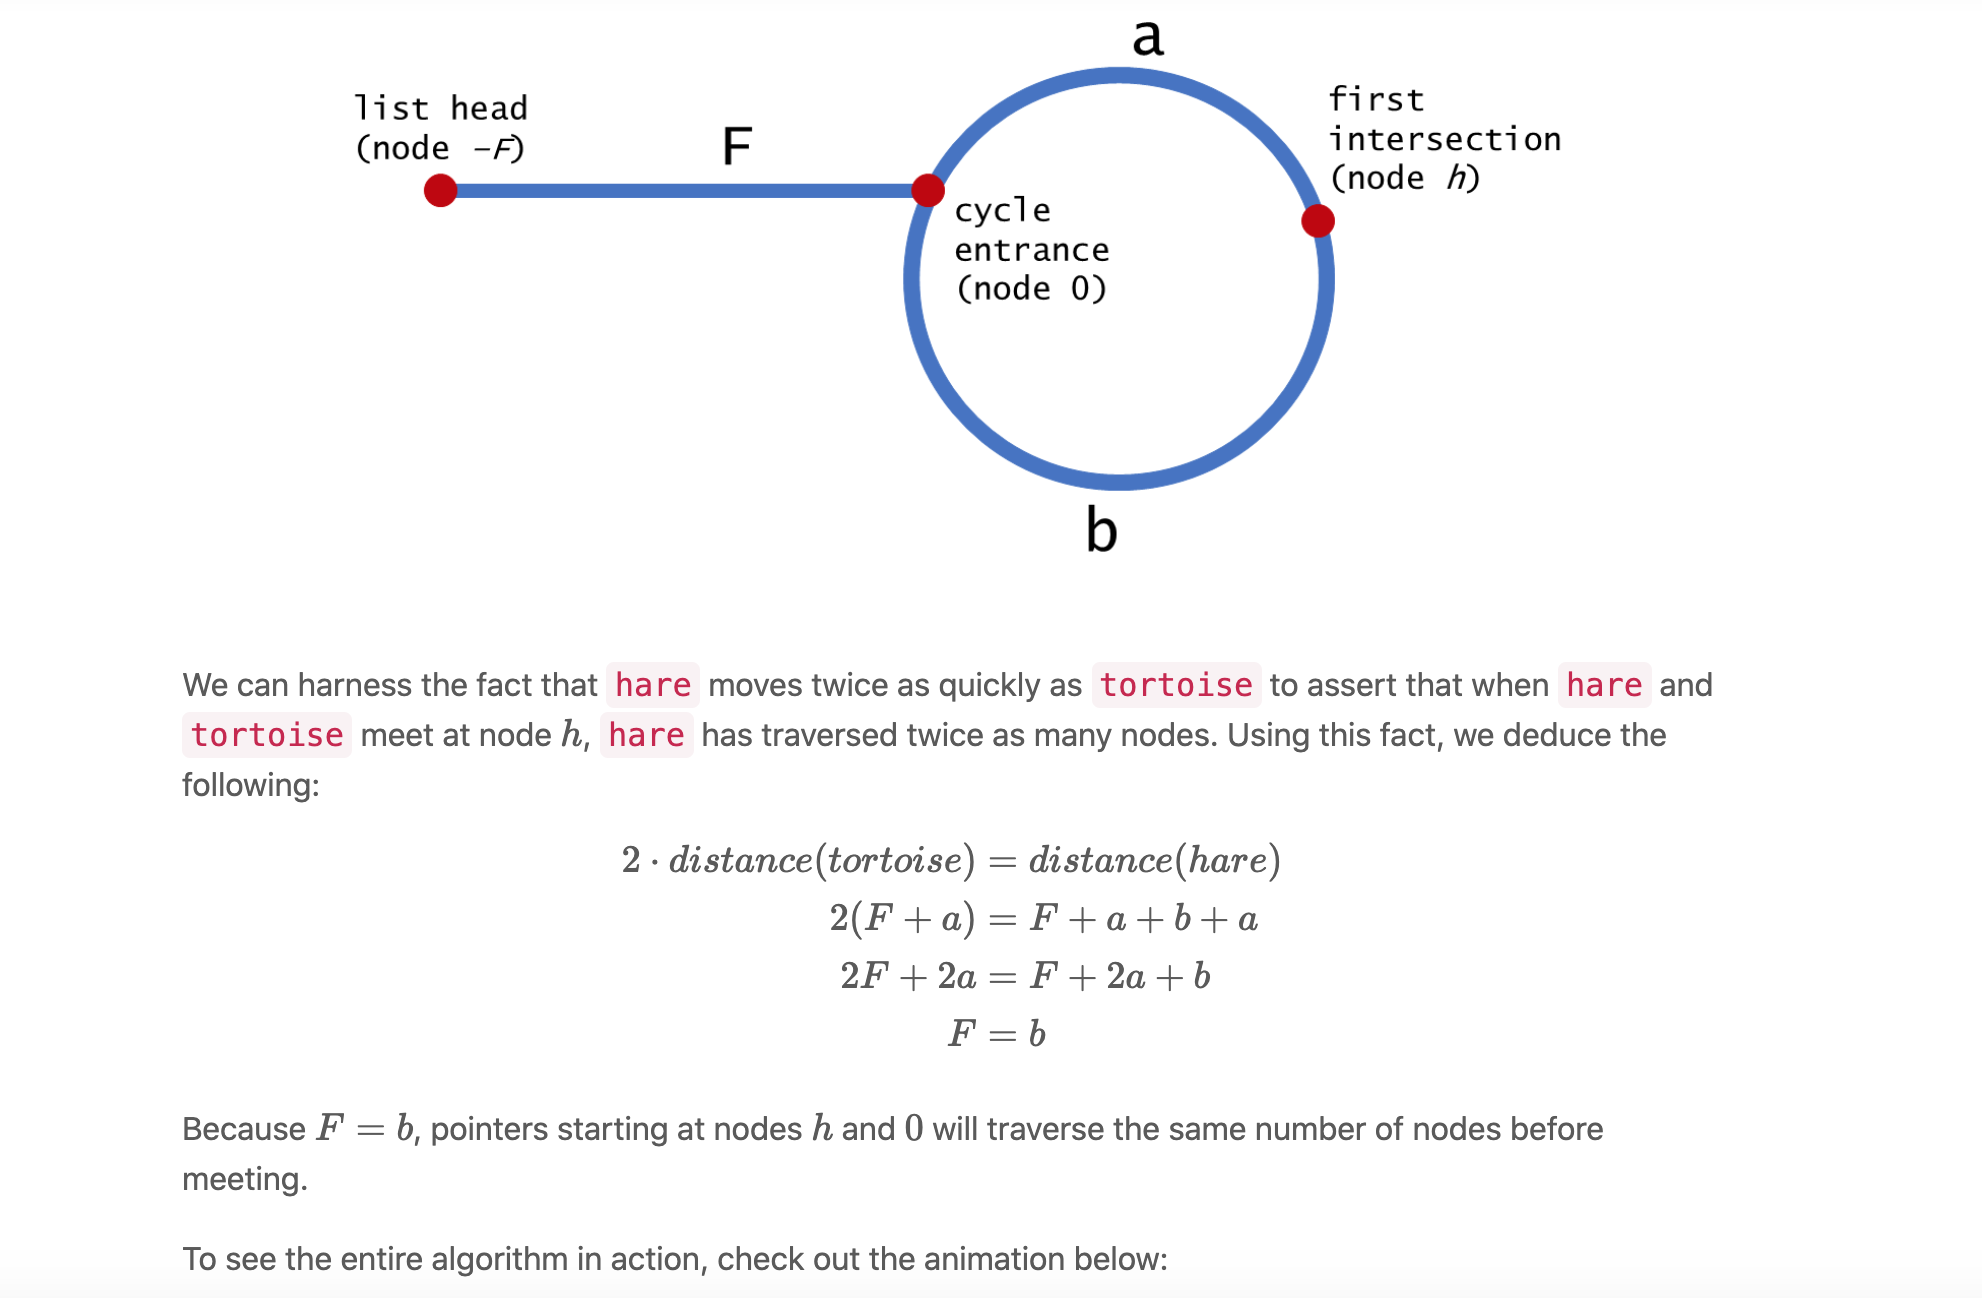 a
list head
(node −F)
F
first
intersection
(node h)
cycle
entrance
(node 0)
b
We can harness the fact that hare moves twice as quickly as tortoise to assert that when hare and
tortoise meet at node h, hare has traversed twice as many nodes. Using this fact, we deduce the
following:
2 · distance(tortoise) = distance(hare)
2(F + a) = F + a + b + a
2F + 2a = F + 2a + b
F = b
Because F = b, pointers starting at nodes h and 0 will traverse the same number of nodes before
meeting.
To see the entire algorithm in action, check out the animation below: